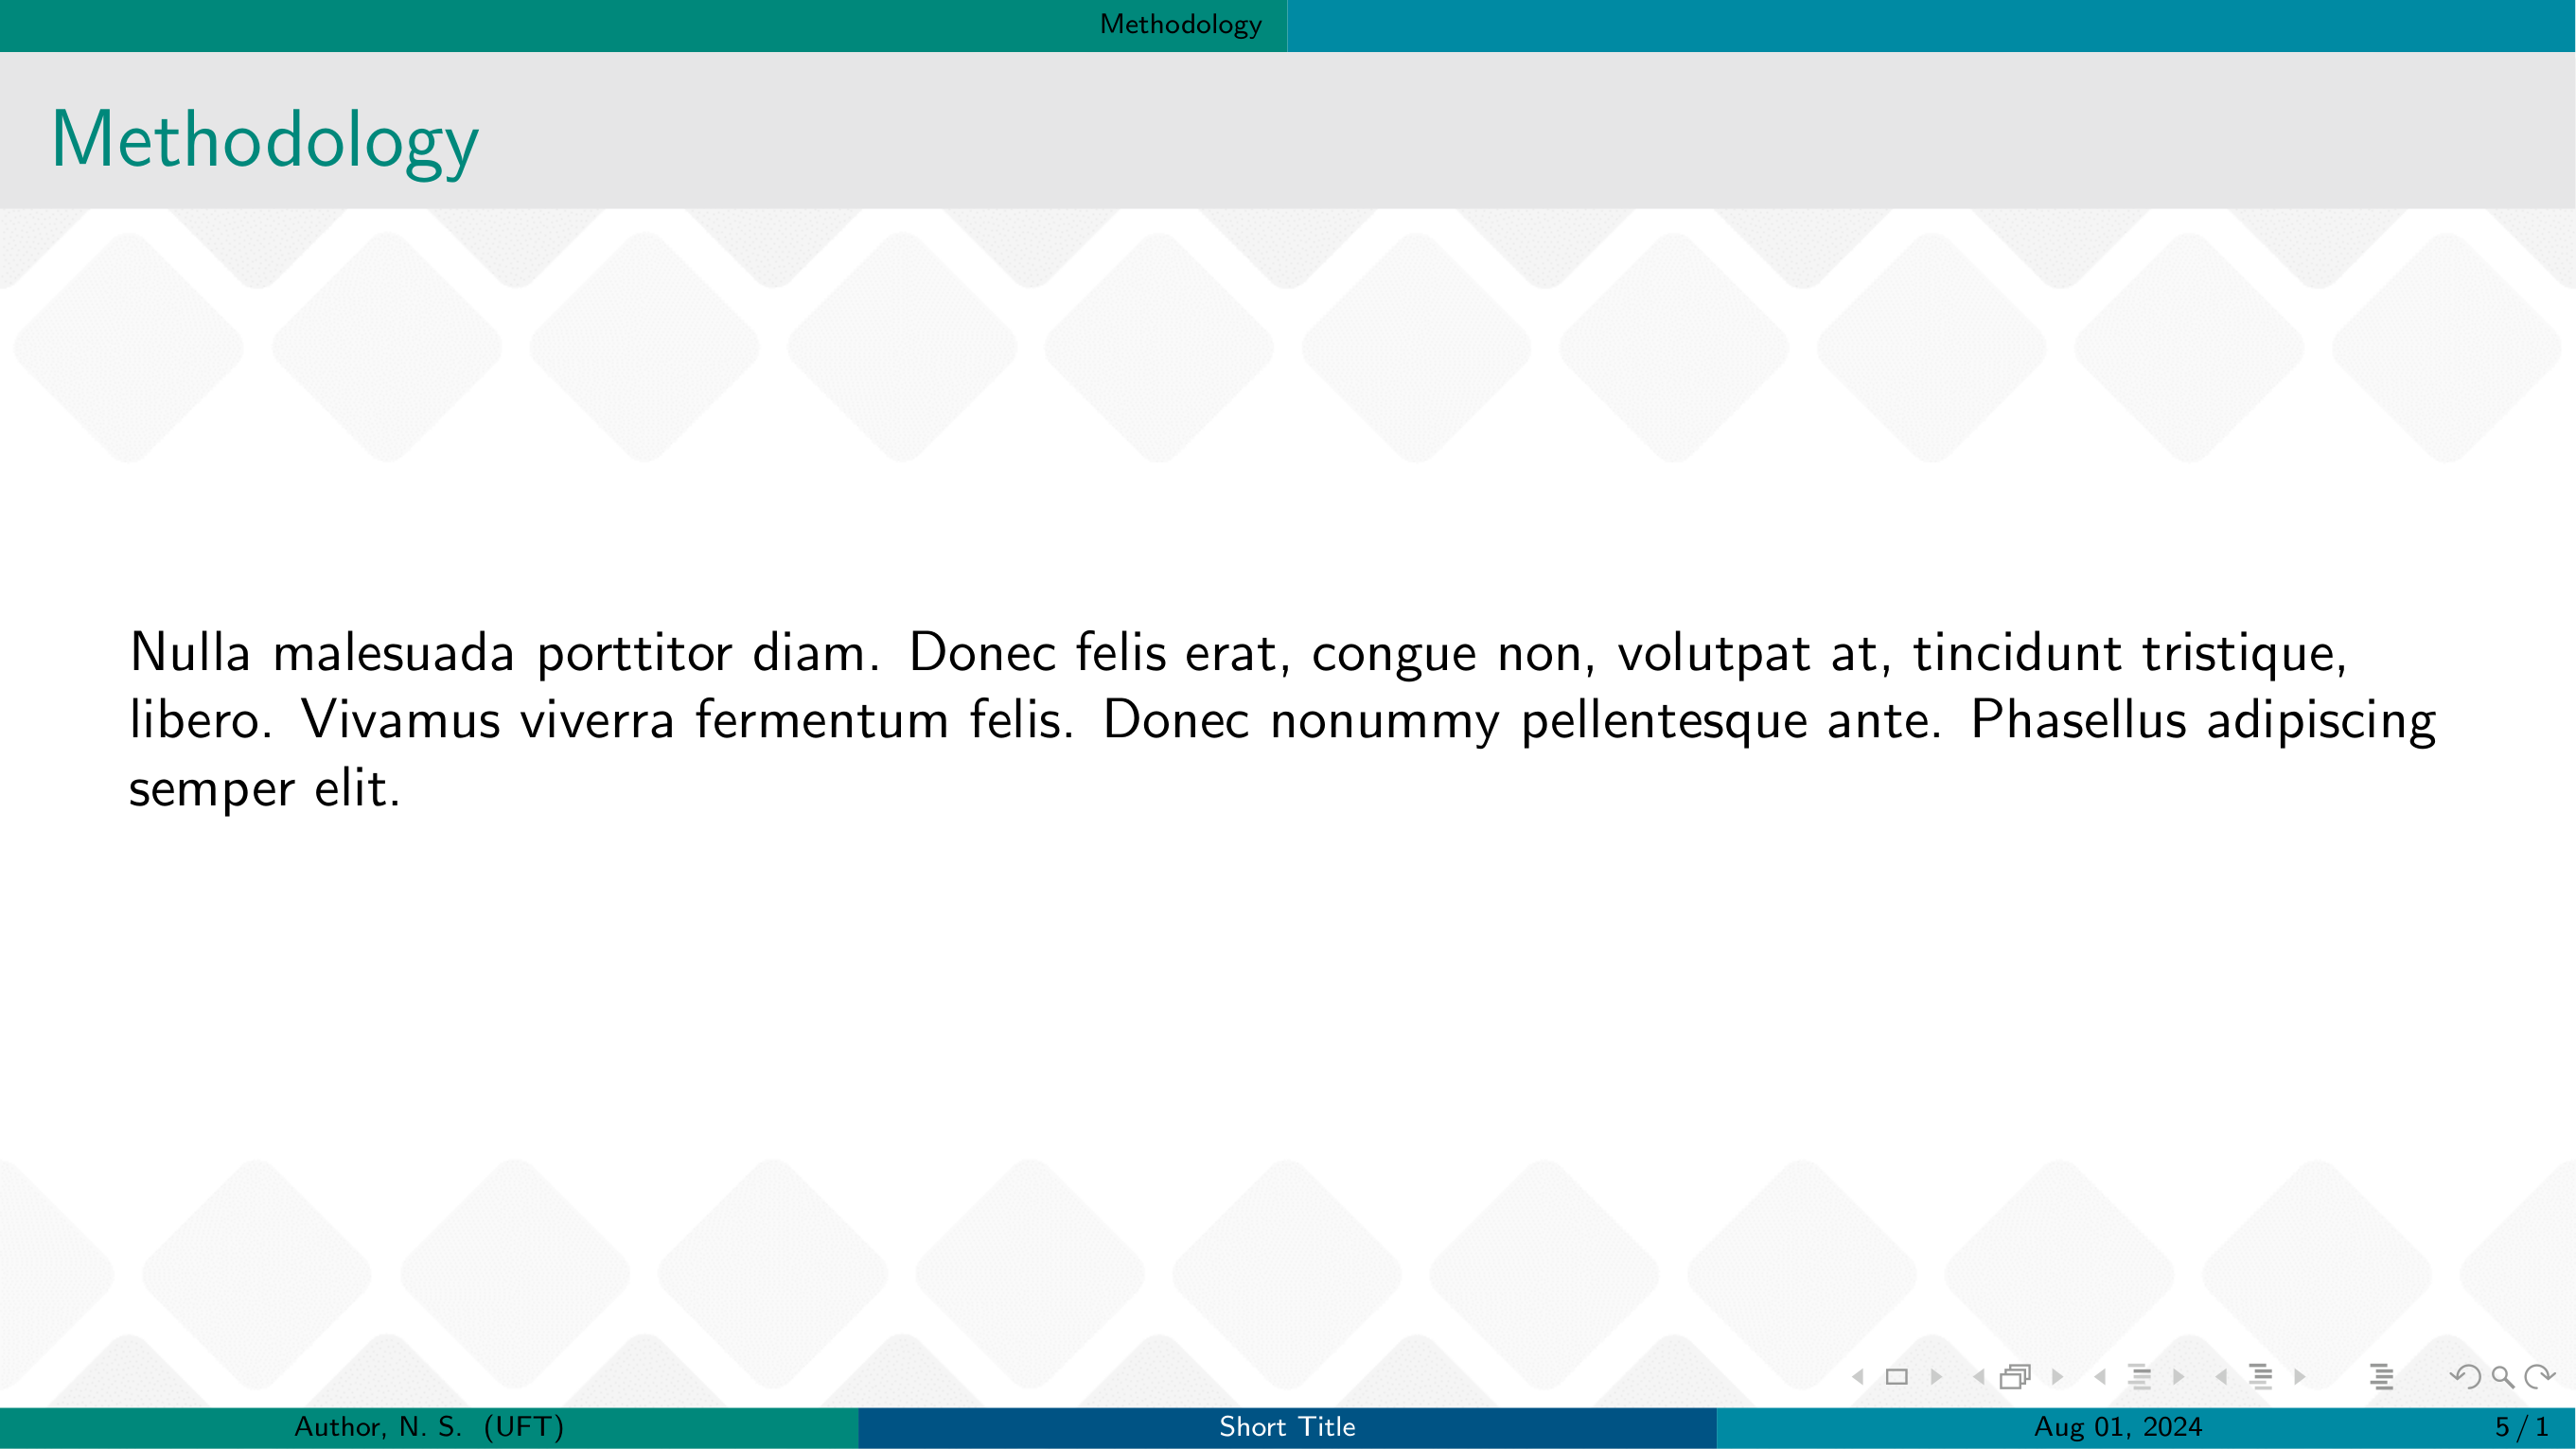 Methodology
Methodology
Nulla malesuada porttitor diam. Donec felis erat, congue non, volutpat at, tincidunt tristique,
libero. Vivamus viverra fermentum felis. Donec nonummy pellentesque ante. Phasellus adipiscing
semper elit.
Author, N. S. (UFT)
Short Title
Aug 01, 2024
5 / 1